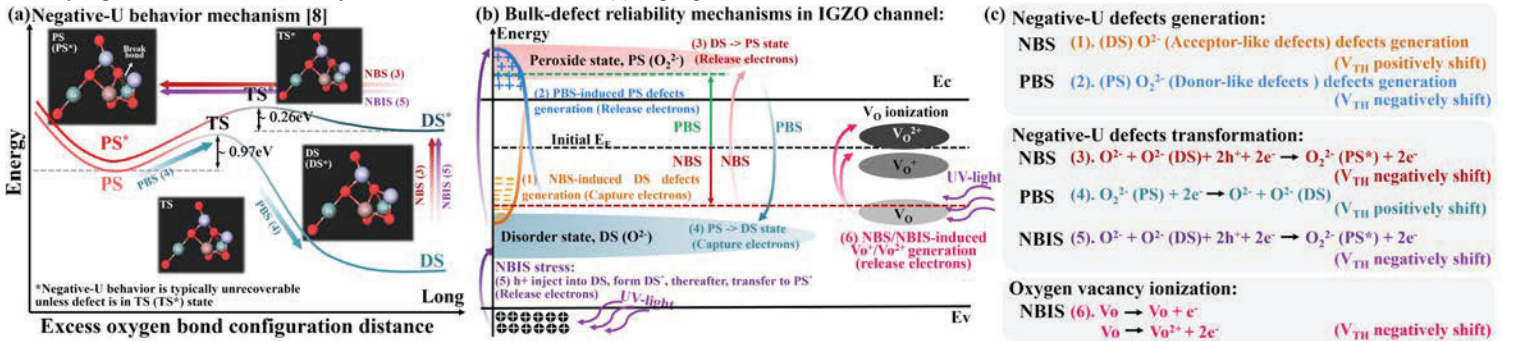 (a) Negative-U behavior mechanism [8]
PS
(PS*)
Break
bond
TS*
NBS (3)
NBIS (5)
TS*
~ 0.26eV
DS*
PS*
TS
~ 0.97eV
PS
PBS (4)
DS
(DS*)
NBS (3)
NBIS (5)
TS
PBS (4)
DS
*Negative-U behavior is typically unrecoverable
unless defect is in TS (TS*) state
Long
Energy
Excess oxygen bond configuration distance
(b) Bulk-defect reliability mechanisms in IGZO channel:
Energy
Peroxide state, PS (O₂²⁻)
(3) DS -> PS state
(Release electrons)
Ec
(2) PBS-induced PS defects
generation (Release electrons)
PBS
PBS
Vo ionization
Vo²⁺
Initial E_F
NBS
NBS
Vo⁺
(1) NBS-induced DS defects
generation (Capture electrons)
UV-light
Vo
Disorder state, DS (O²⁻)
(4) PS -> DS state
(Capture electrons)
(6) NBS/NBIS-induced
Vo⁺/Vo²⁺ generation
(release electrons)
NBIS stress:
(5) h+ inject into DS, form DS*, thereafter, transfer to PS*
(Release electrons)
UV-light
Ev
(c)
Negative-U defects generation:
NBS (1). (DS) O²⁻ (Acceptor-like defects) defects generation
(V_TH positively shift)
PBS (2). (PS) O₂²⁻ (Donor-like defects ) defects generation
(V_TH negatively shift)
Negative-U defects transformation:
NBS (3). O²⁻ + O²⁻ (DS)+ 2h⁺+ 2e⁻ → O₂²⁻ (PS*) + 2e⁻
(V_TH negatively shift)
PBS (4). O₂²⁻ (PS) + 2e⁻ → O²⁻ + O²⁻ (DS)
(V_TH positively shift)
NBIS (5). O²⁻ + O²⁻ (DS)+ 2h⁺+ 2e⁻ → O₂²⁻ (PS*) + 2e⁻
(V_TH negatively shift)
Oxygen vacancy ionization:
NBIS (6). Vo → Vo + e⁻
Vo → Vo²⁺ + 2e⁻ (V_TH negatively shift)